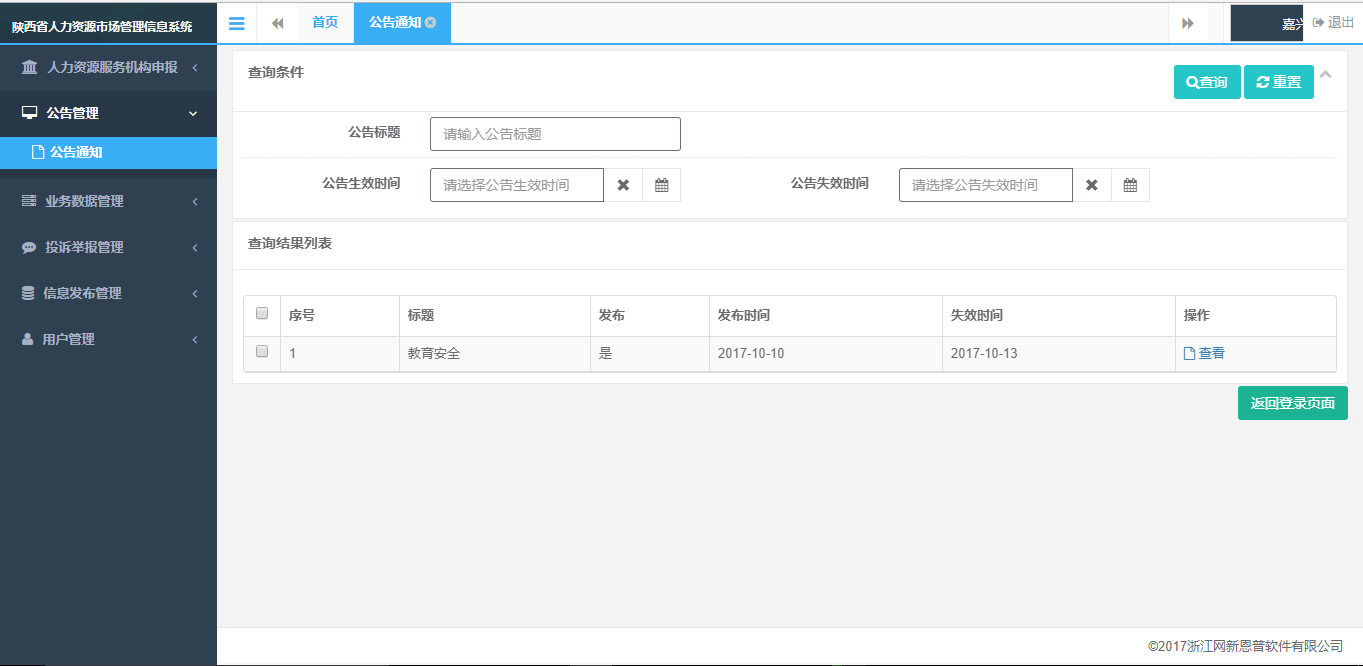 陕西省人力资源市场管理信息系统
首页
公告通知
嘉兴
退出
人力资源服务机构申报
公告管理
公告通知
业务数据管理
投诉举报管理
信息发布管理
用户管理
查询条件
查询
重置
公告标题 请输入公告标题
公告生效时间 请选择公告生效时间 公告失效时间 请选择公告失效时间
查询结果列表
序号 标题 发布 发布时间 失效时间 操作
1 教育安全 是 2017-10-10 2017-10-13 查看
返回登录页面
©2017浙江网新恩普软件有限公司